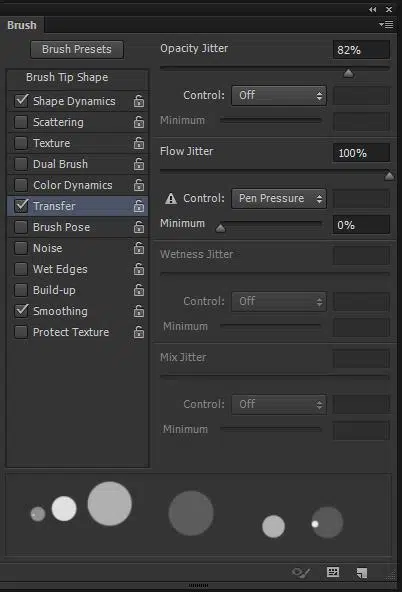 Brush
Brush Presets
Brush Tip Shape
Shape Dynamics
Scattering
Texture
Dual Brush
Color Dynamics
Transfer
Brush Pose
Noise
Wet Edges
Build-up
Smoothing
Protect Texture
Opacity Jitter 82%
Control: Off
Minimum
Flow Jitter 100%
Control: Pen Pressure
Minimum 0%
Wetness Jitter
Control: Off
Minimum
Mix Jitter
Control: Off
Minimum